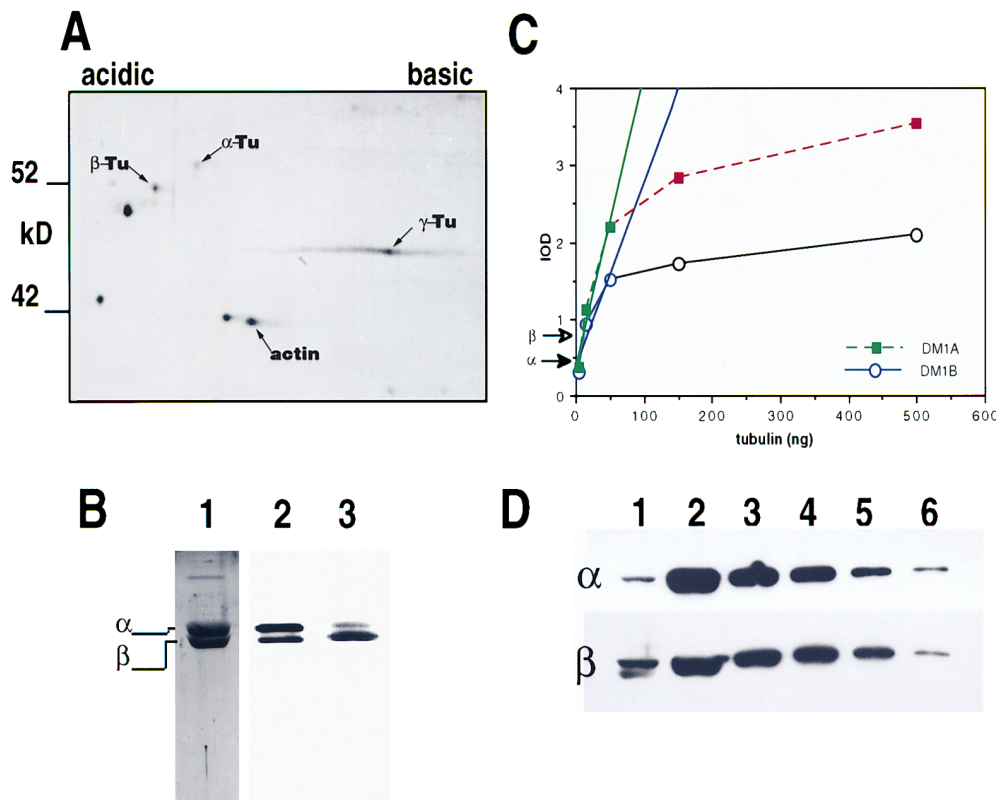 A
acidic basic
β-Tu
α-Tu
52
kD
γ-Tu
42
actin
C
4
3
2
1
0
IOD
β
α
DM1A
DM1B
0 100 200 300 400 500 600
tubulin (ng)
B
1 2 3
α
β
D
1 2 3 4 5 6
α
β